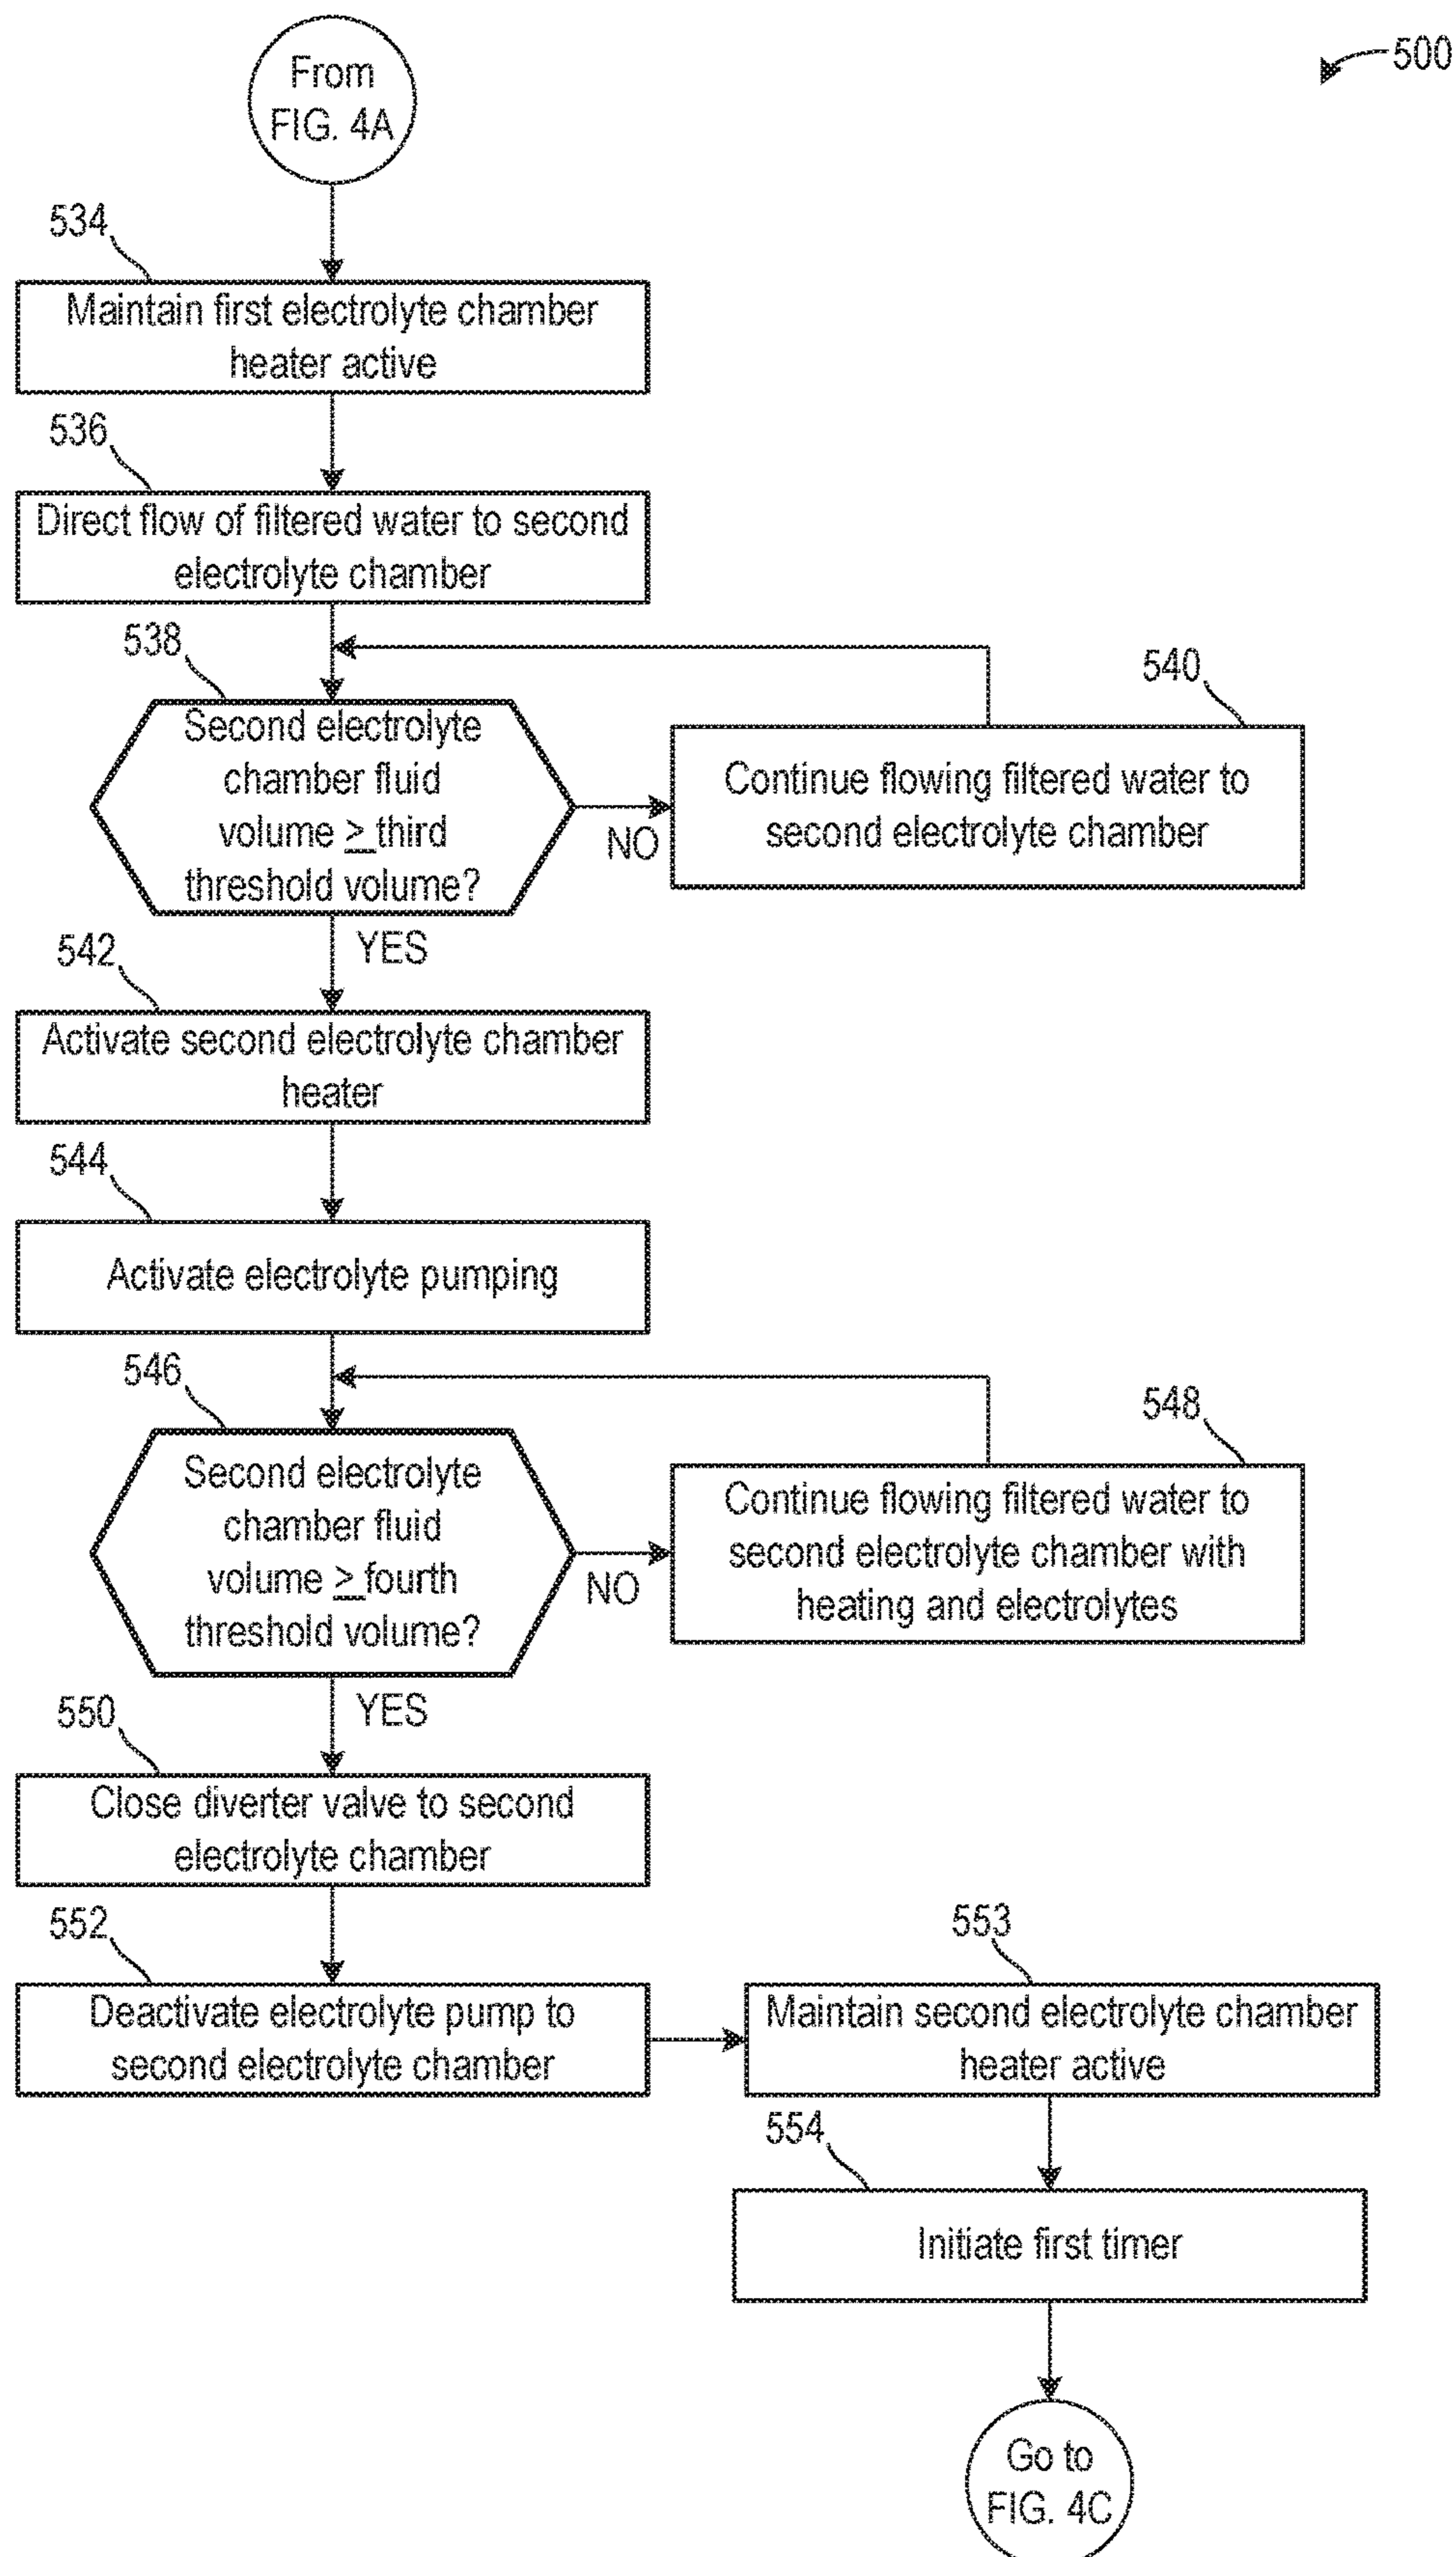 500
From
FIG. 4A
534
Maintain first electrolyte chamber
heater active
536
Direct flow of filtered water to second
electrolyte chamber
538
Second electrolyte
chamber fluid
volume ≥ third
threshold volume?
NO
540
Continue flowing filtered water to
second electrolyte chamber
YES
542
Activate second electrolyte chamber
heater
544
Activate electrolyte pumping
546
Second electrolyte
chamber fluid
volume ≥ fourth
threshold volume?
NO
548
Continue flowing filtered water to
second electrolyte chamber with
heating and electrolytes
YES
550
Close diverter valve to second
electrolyte chamber
552
Deactivate electrolyte pump to
second electrolyte chamber
553
Maintain second electrolyte chamber
heater active
554
Initiate first timer
Go to
FIG. 4C